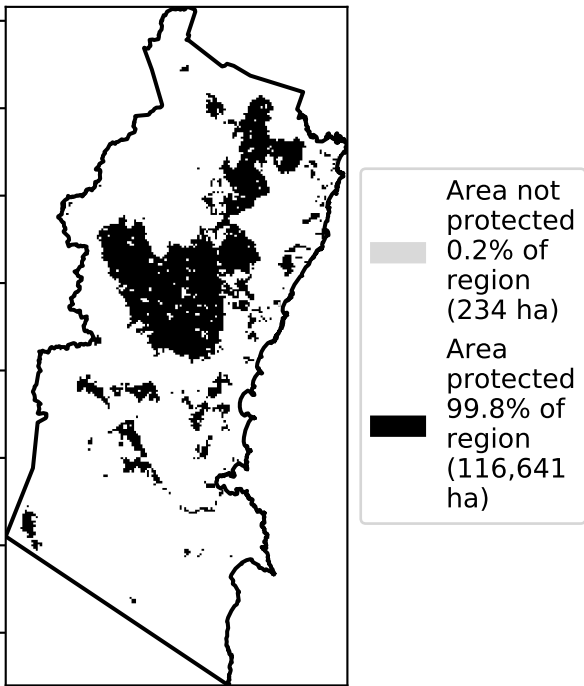 Area not
protected
0.2% of
region
(234 ha)
Area
protected
99.8% of
region
(116,641
ha)